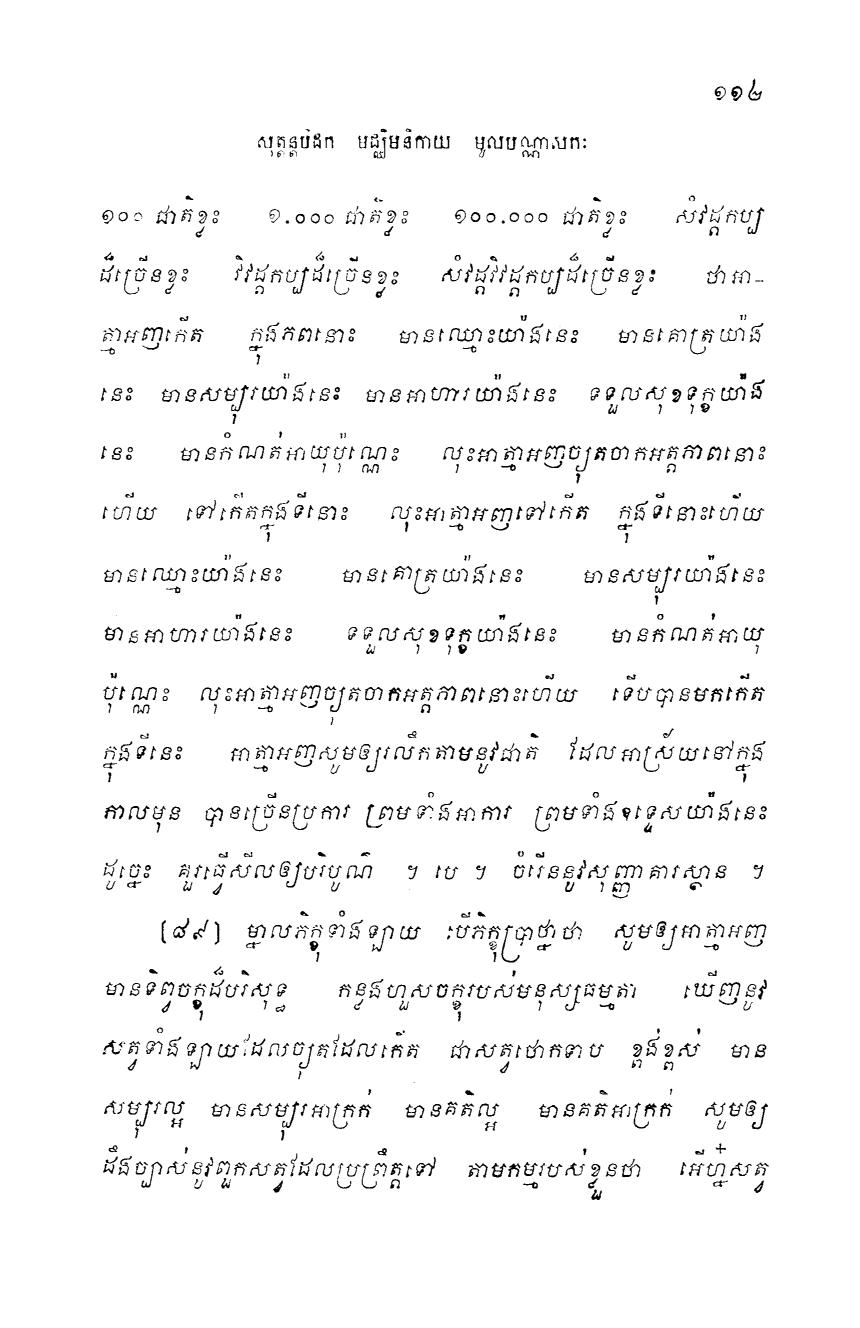 ១១៤
សុត្តន្តបិដក មជ្ឈិមនិកាយ មូលបណ្ណាសកៈ
១០០ ជាតិខ្លះ ១.០០០ ជាតិខ្លះ ១០០.០០០ ជាតិខ្លះ សំវដ្តកប្ប
ដ៏ច្រើនខ្លះ វិវដ្តកប្បដ៏ច្រើនខ្លះ សំវដ្តវិវដ្តកប្បដ៏ច្រើនខ្លះ ថាអា-
ត្មាអញកើត ក្នុងភពនោះ មានឈ្មោះយ៉ាងនេះ មានគោត្រយ៉ាង
នេះ មានសម្បុរយ៉ាងនេះ មានអាហារយ៉ាងនេះ ទទួលសុខទុក្ខយ៉ាង
នេះ មានកំណត់អាយុប៉ុណ្ណេះ លុះអាត្មាអញច្យុតចាកអត្តភាពនោះ
ហើយ ទៅកើតក្នុងទីនោះ លុះអាត្មាអញទៅកើត ក្នុងទីនោះហើយ
មានឈ្មោះយ៉ាងនេះ មានគោត្រយ៉ាងនេះ មានសម្បុរយ៉ាងនេះ
មានអាហារយ៉ាងនេះ ទទួលសុខទុក្ខយ៉ាងនេះ មានកំណត់អាយុ
ប៉ុណ្ណេះ លុះអាត្មាអញច្យុតចាកអត្តភាពនោះហើយ ទើបបានមកកើត
ក្នុងទីនេះ អាត្មាអញសូមឲ្យរលឹកតាមនូវជាតិ ដែលអាស្រ័យនៅក្នុង
កាលមុន បានច្រើនប្រការ ព្រមទាំងអាការ ព្រមទាំងឧទ្ទេសយ៉ាងនេះ
ដូច្នេះ គួរធ្វើសីលឲ្យបរិបូណ៌ ។ បេ ។ ចំរើននូវសុញ្ញាគារស្ថាន ។
[៨៩] ម្នាលភិក្ខុទាំងឡាយ បើភិក្ខុប្រាថ្នាថា សូមឲ្យអាត្មាអញ
មានទិព្វចក្ខុដ៏បរិសុទ្ធ កន្លងហួសចក្ខុរបស់មនុស្សធម្មតា ឃើញនូវ
សត្វទាំងឡាយដែលច្យុតដែលកើត ជាសត្វថោកទាប ខ្ពង់ខ្ពស់ មាន
សម្បុរល្អ មានសម្បុរអាក្រក់ មានគតិល្អ មានគតិអាក្រក់ សូមឲ្យ
ដឹងច្បាស់នូវពួកសត្វដែលប្រព្រឹត្តទៅ តាមកម្មរបស់ខ្លួនថា អើហ្ន៎សត្វ